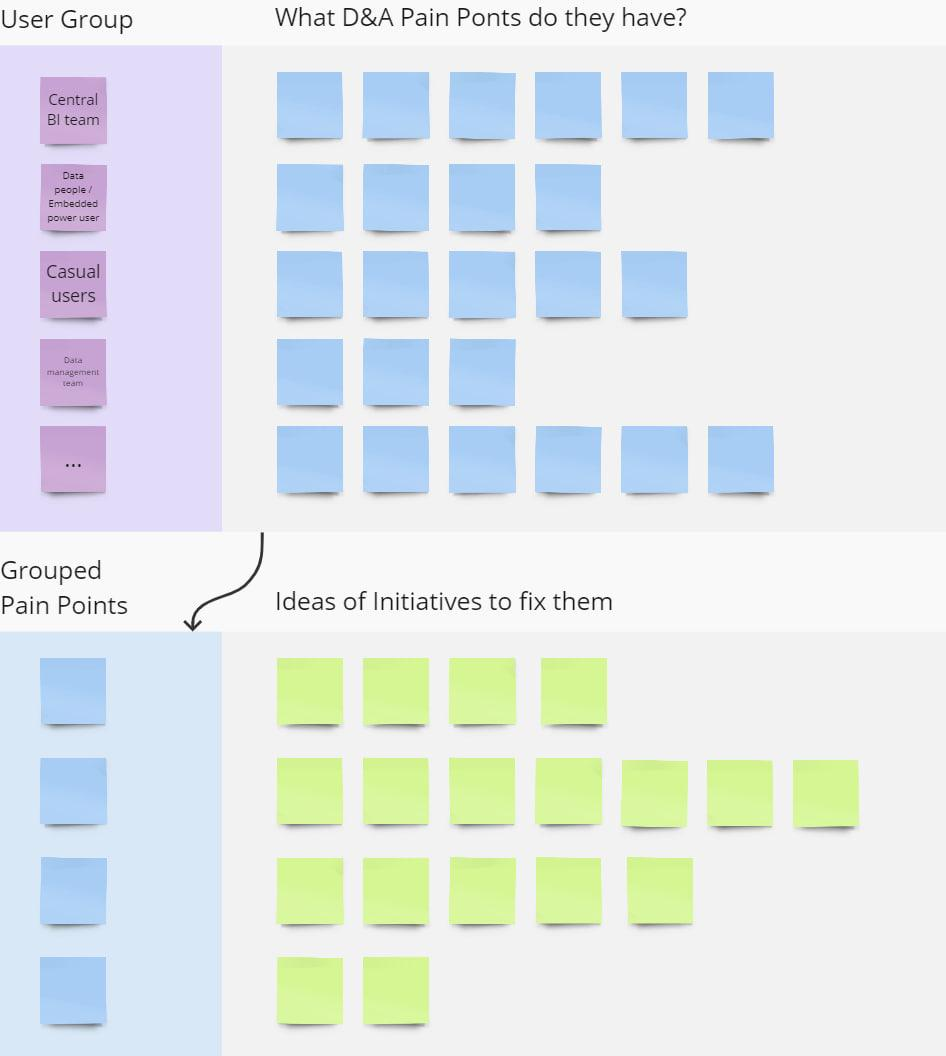 User Group
What D&A Pain Ponts do they have?
Central
BI team
Data
people /
Embedded
power user
Casual
users
Data
management
team
...
Grouped
Pain Points
Ideas of Initiatives to fix them